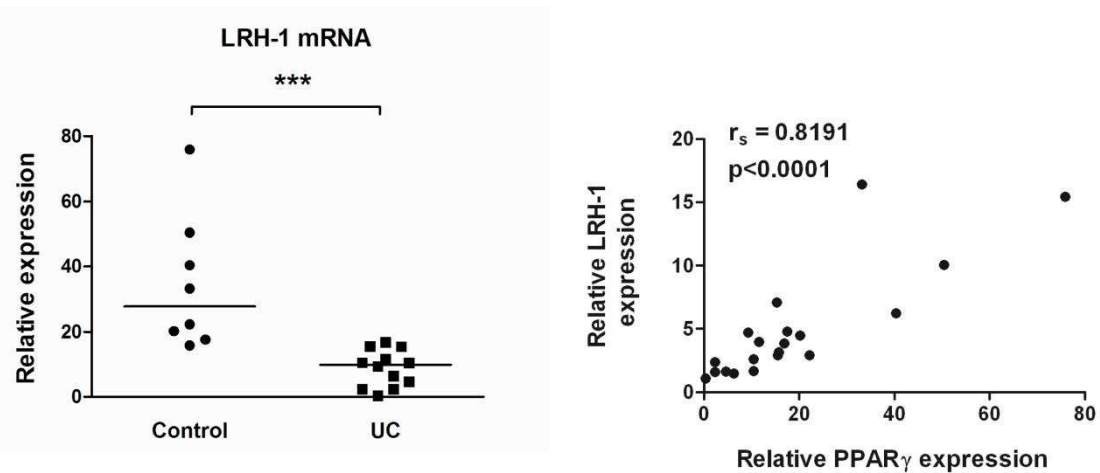 LRH-1 mRNA
***
80
60
40
20
0
Relative expression
Control
UC
rₛ = 0.8191
p<0.0001
20
15
10
5
0
Relative LRH-1
expression
0
20
40
60
80
Relative PPARγ expression